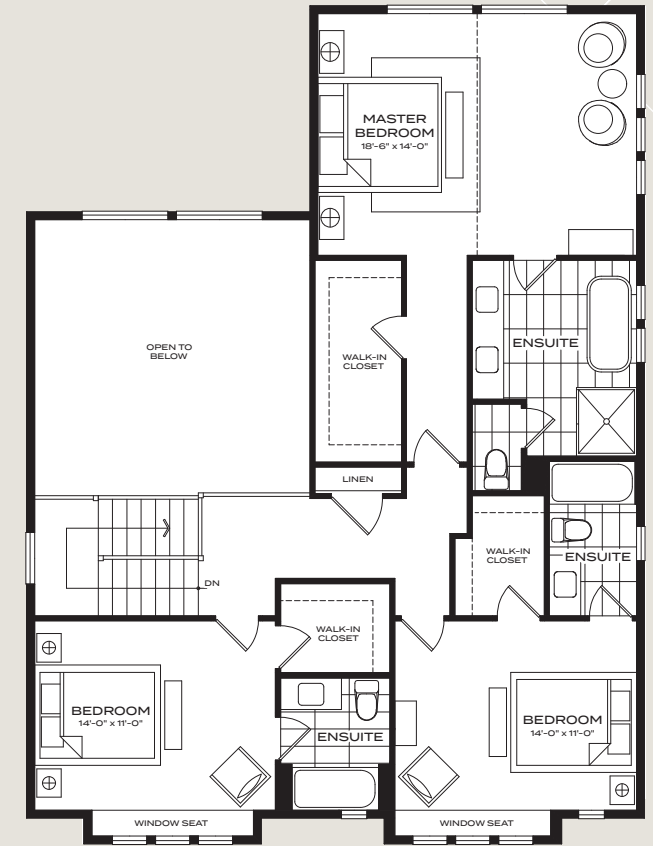 MASTER
BEDROOM
18'-6" x 14'-0"
OPEN TO
BELOW
WALK-IN
CLOSET
ENSUITE
LINEN
WALK-IN
CLOSET
ENSUITE
DN
WALK-IN
CLOSET
BEDROOM
14'-0" x 11'-0"
ENSUITE
BEDROOM
14'-0" x 11'-0"
WINDOW SEAT
WINDOW SEAT